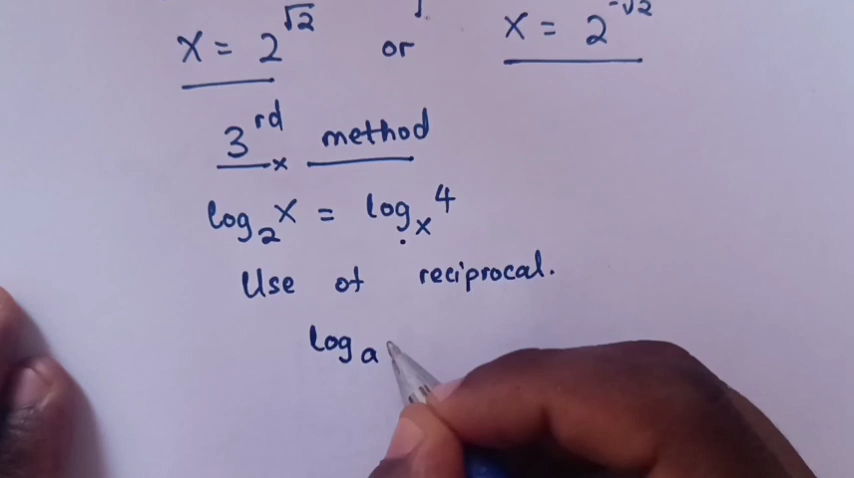 x = 2^√2 or x = 2^-√2
3rd method
log₂x = logₓ4
Use of reciprocal.
logₐ